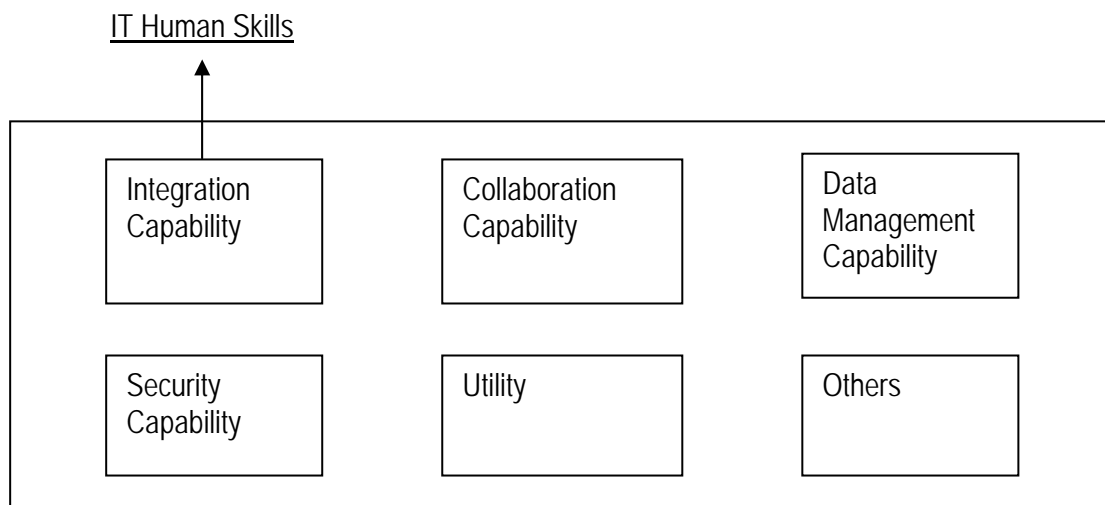 IT Human Skills
Integration
Capability
Collaboration
Capability
Data
Management
Capability
Security
Capability
Utility
Others